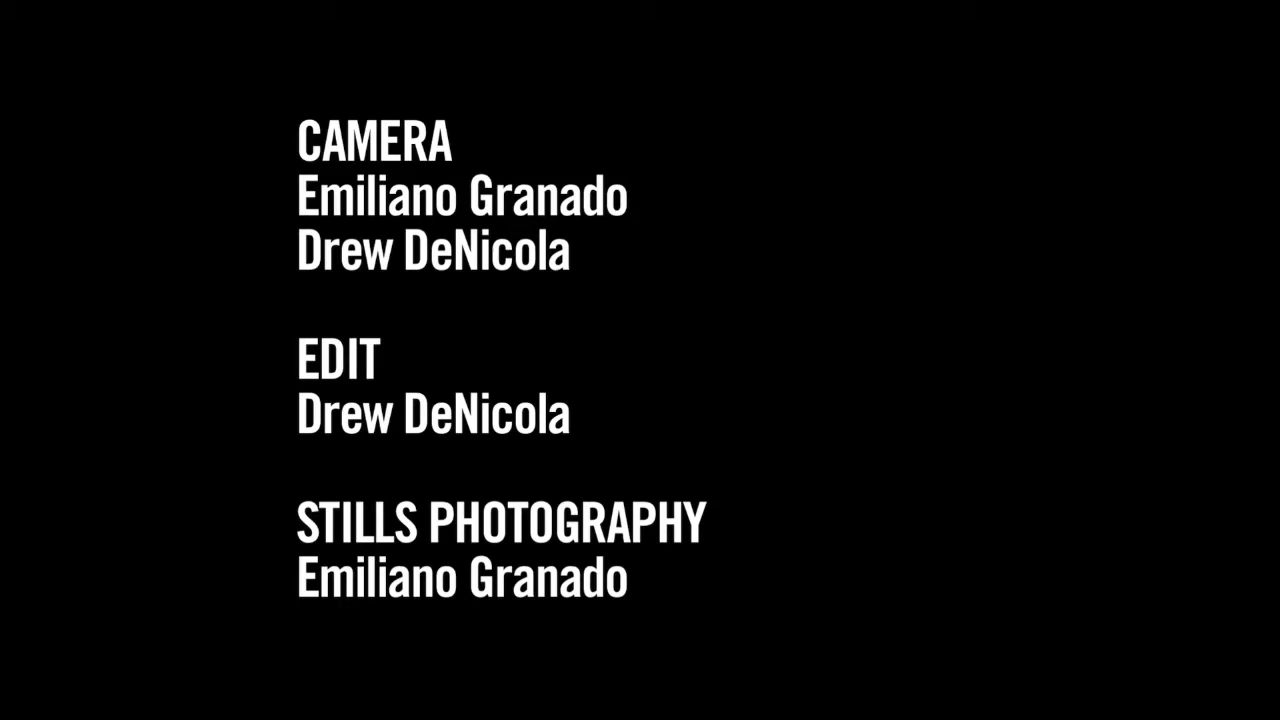 CAMERA
Emiliano Granado
Drew DeNicola
EDIT
Drew DeNicola
STILLS PHOTOGRAPHY
Emiliano Granado